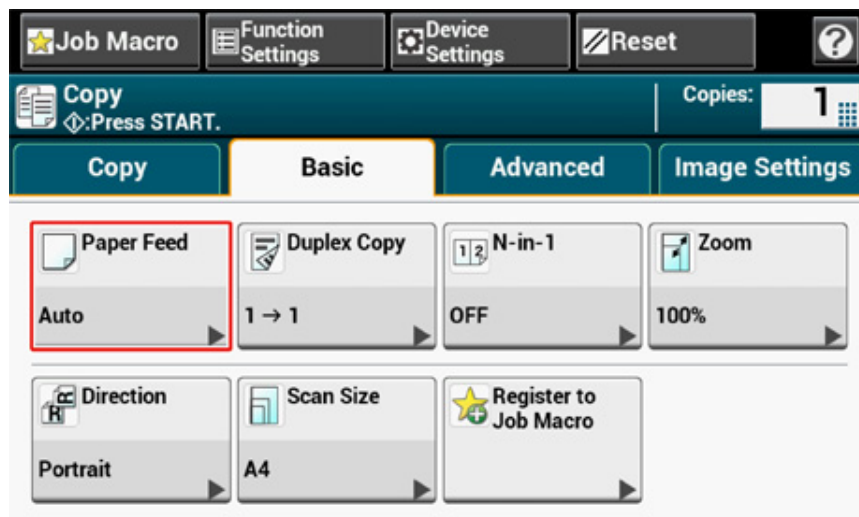 Job Macro
Function
Settings
Device
Settings
Reset
?
Copy
Press START.
Copies:
1
Copy
Basic
Advanced
Image Settings
Paper Feed
Auto
Duplex Copy
1 → 1
1 2 N-in-1
OFF
Zoom
100%
R R Direction
Portrait
Scan Size
A4
Register to
Job Macro